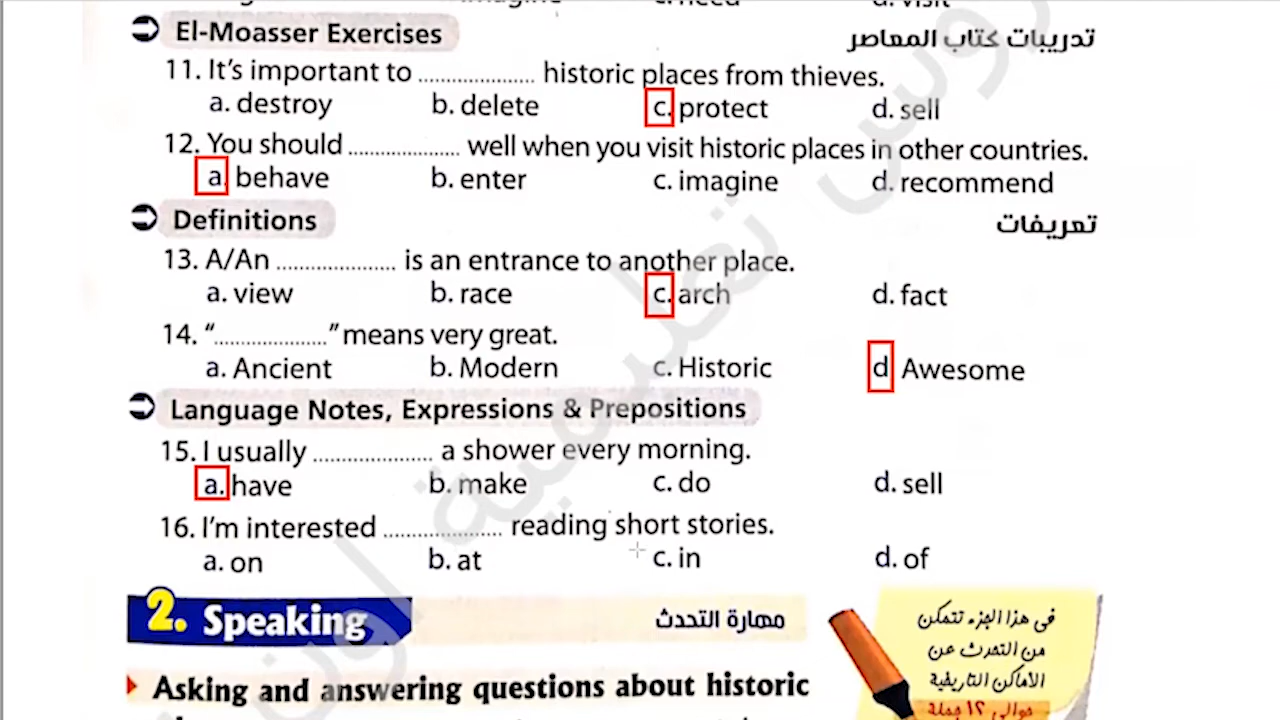 El-Moasser Exercises تدريبات كتاب المعاصر
11. It's important to .................... historic places from thieves.
a. destroy b. delete c. protect d. sell
12. You should .................... well when you visit historic places in other countries.
a. behave b. enter c. imagine d. recommend
Definitions تعريفات
13. A/An ..................... is an entrance to another place.
a. view b. race c. arch d. fact
14. “....................” means very great.
a. Ancient b. Modern c. Historic d Awesome
Language Notes, Expressions & Prepositions
15. I usually ..................... a shower every morning.
a. have b. make c. do d. sell
16. I'm interested ..................... reading short stories.
a. on b. at c. in d. of
2. Speaking مهارة التحدث
فى هذا الجزء تتمكن
من التحدث عن
الأماكن التاريخية
حوالى ١٢ جملة
Asking and answering questions about historic